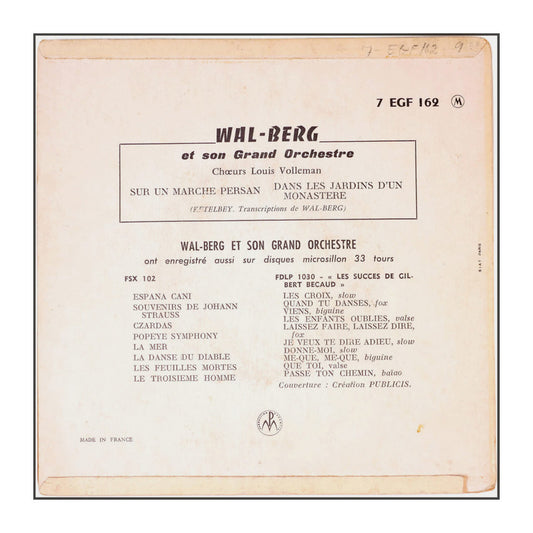 7 EGF 162 M
WAL-BERG
et son Grand Orchestre
Chœurs Louis Volleman
SUR UN MARCHE PERSAN
DANS LES JARDINS D'UN
MONASTERE
(KETELBEY. Transcriptions de WAL-BERG)
WAL-BERG ET SON GRAND ORCHESTRE
ont enregistré aussi sur disques microsillon 33 tours
FSX 102
ESPANA CANI
SOUVENIRS DE JOHANN
STRAUSS
CZARDAS
POPEYE SYMPHONY
LA MER
LA DANSE DU DIABLE
LES FEUILLES MORTES
LE TROISIEME HOMME
FDLP 1030 - « LES SUCCES DE GIL-
BERT BECAUD »
LES CROIX, slow
QUAND TU DANSES, fox
VIENS, biguine
LES ENFANTS OUBLIES, valse
LAISSEZ FAIRE, LAISSEZ DIRE,
fox
JE VEUX TE DIRE ADIEU, slow
DONNE-MOI, slow
ME-QUE, ME-QUE, biguine
QUE TOI, valse
PASSE TON CHEMIN, baiao
Couverture : Création PUBLICIS.
MADE IN FRANCE